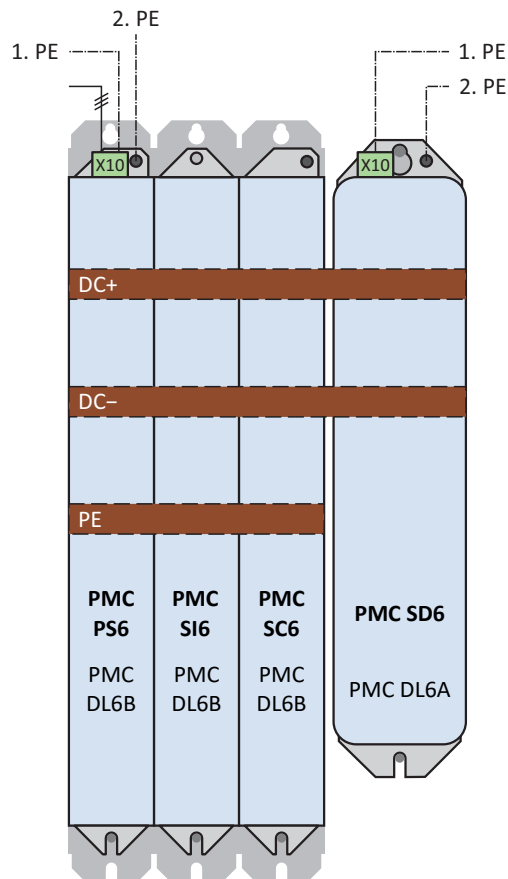 2. PE
1. PE
1. PE
2. PE
X10
X10
DC+
DC−
PE
PMC
PS6
PMC
SI6
PMC
SC6
PMC SD6
PMC
DL6B
PMC
DL6B
PMC
DL6B
PMC DL6A